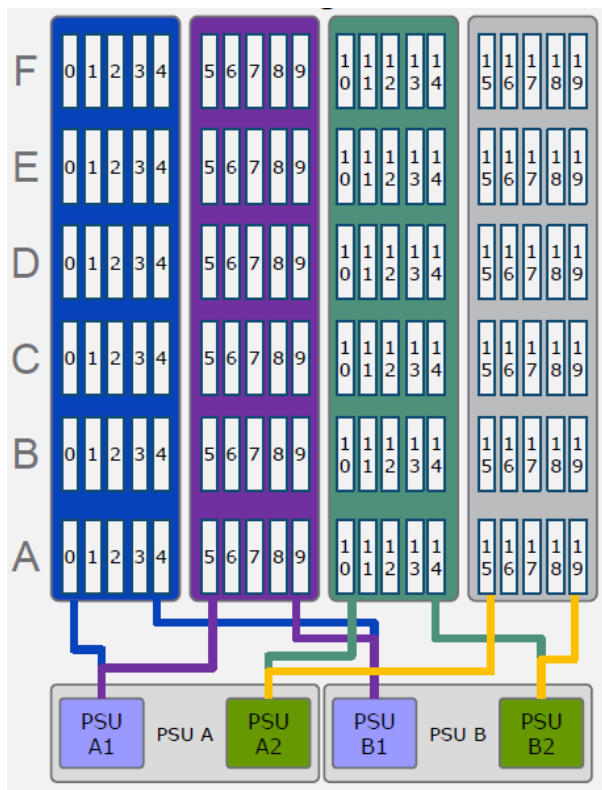 F 0 1 2 3 4 5 6 7 8 9 10 11 12 13 14 15 16 17 18 19
E 0 1 2 3 4 5 6 7 8 9 10 11 12 13 14 15 16 17 18 19
D 0 1 2 3 4 5 6 7 8 9 10 11 12 13 14 15 16 17 18 19
C 0 1 2 3 4 5 6 7 8 9 10 11 12 13 14 15 16 17 18 19
B 0 1 2 3 4 5 6 7 8 9 10 11 12 13 14 15 16 17 18 19
A 0 1 2 3 4 5 6 7 8 9 10 11 12 13 14 15 16 17 18 19
PSU A1
PSU A
PSU A2
PSU B1
PSU B
PSU B2